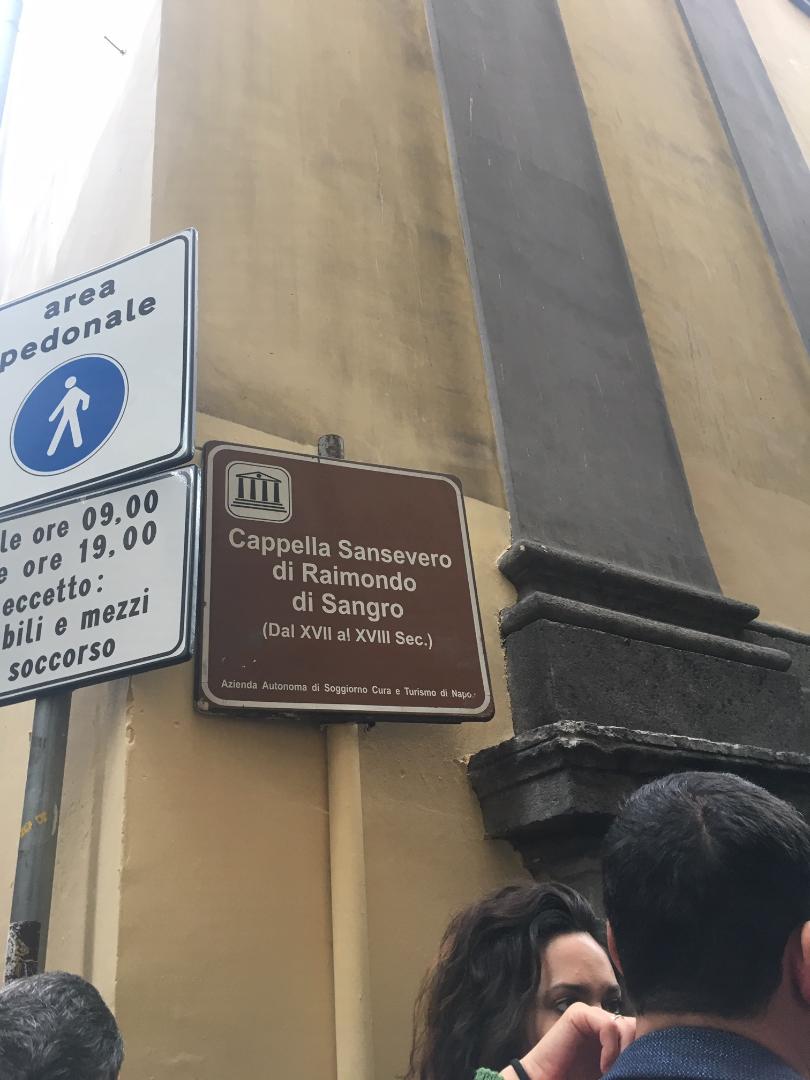 area
pedonale
le ore 09,00
e ore 19,00
eccetto:
bili e mezzi
soccorso
Cappella Sansevero
di Raimondo
di Sangro
(Dal XVII al XVIII Sec.)
Azienda Autonoma di Soggiorno Cura e Turismo di Napo